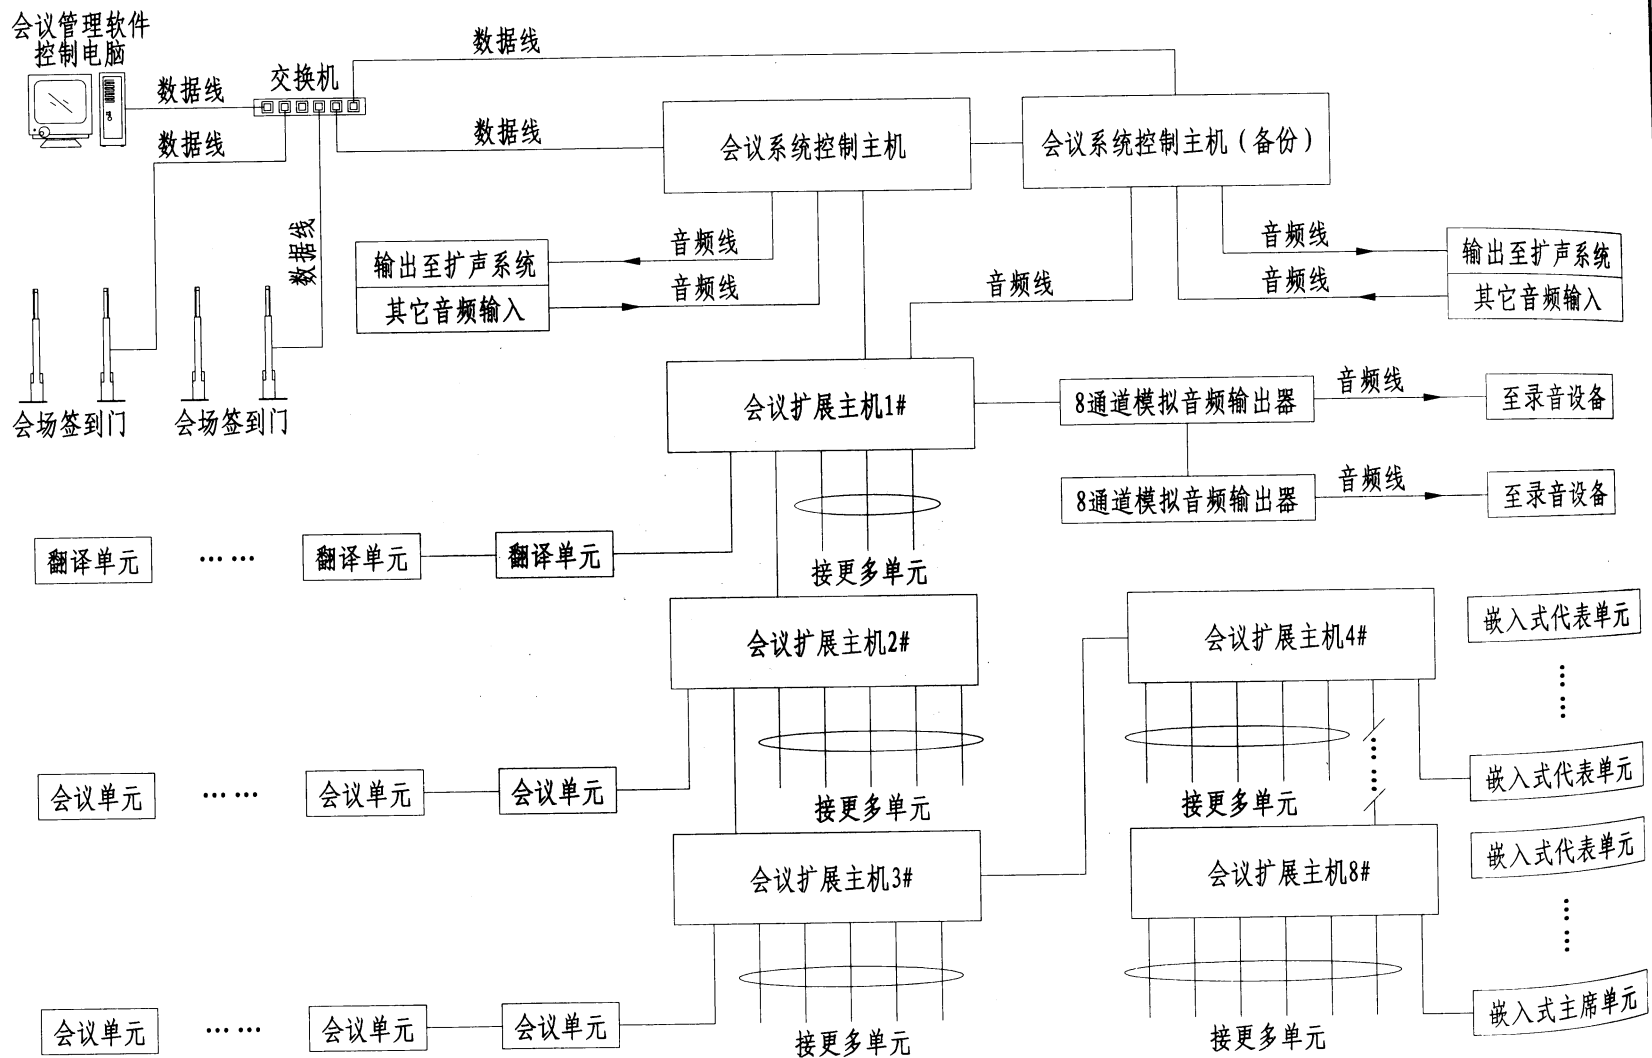 会议管理软件
控制电脑
数据线
交换机
数据线
数据线
数据线
数据线
会议系统控制主机
会议系统控制主机（备份）
音频线
输出至扩声系统
音频线
其它音频输入
音频线
音频线
输出至扩声系统
音频线
其它音频输入
会场签到门
会场签到门
会议扩展主机1#
8通道模拟音频输出器
音频线
至录音设备
8通道模拟音频输出器
音频线
至录音设备
翻译单元
……
翻译单元
翻译单元
接更多单元
会议扩展主机2#
会议扩展主机4#
嵌入式代表单元
……
会议单元
……
会议单元
会议单元
接更多单元
接更多单元
……
嵌入式代表单元
会议扩展主机3#
会议扩展主机8#
嵌入式代表单元
……
会议单元
……
会议单元
会议单元
接更多单元
接更多单元
嵌入式主席单元